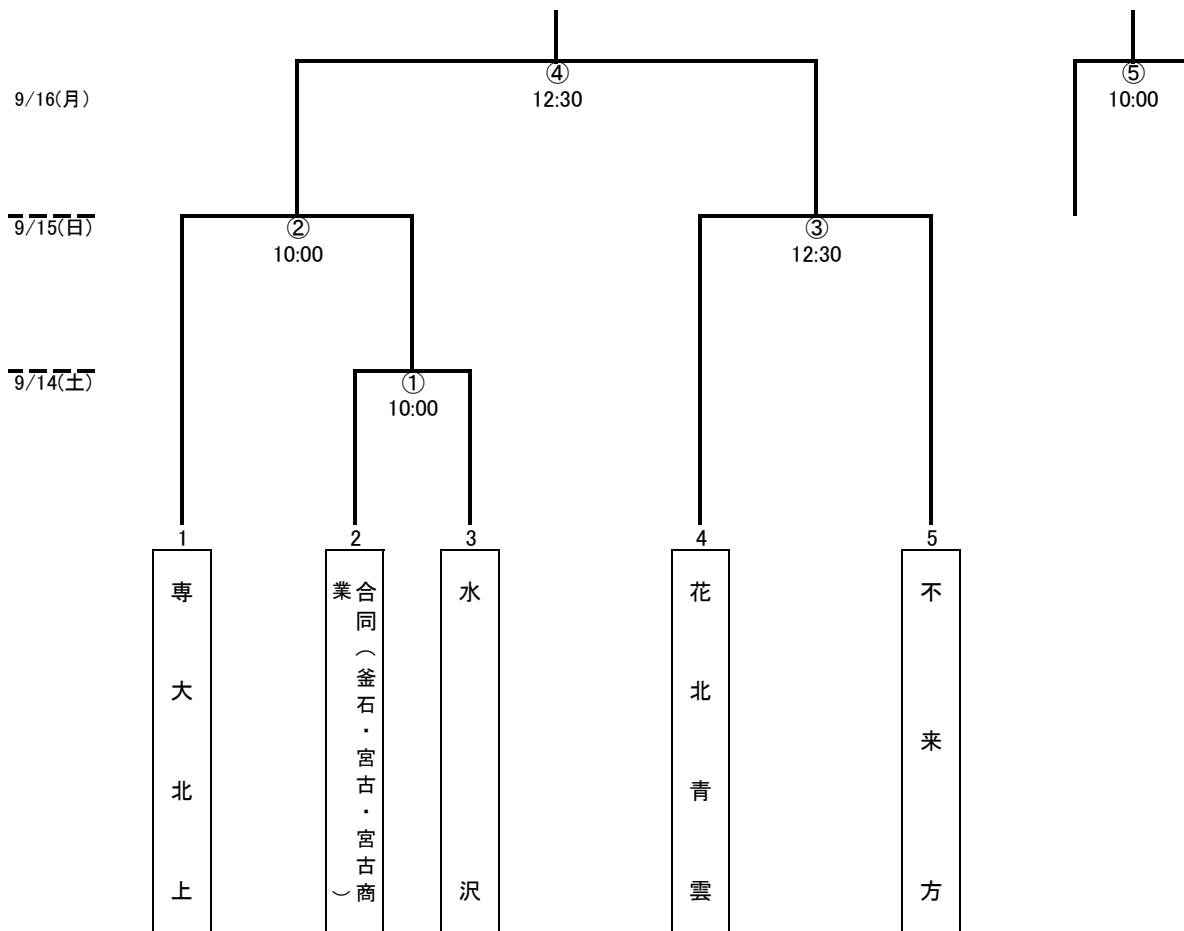 ④
12:30
⑤
10:00
9/16(月)
9/15(日)
②
10:00
③
12:30
9/14(土)
①
10:00
1
2
3
4
5
専大北上
合同（釜石・宮古・宮古商
業）
水沢
花北青雲
不来方